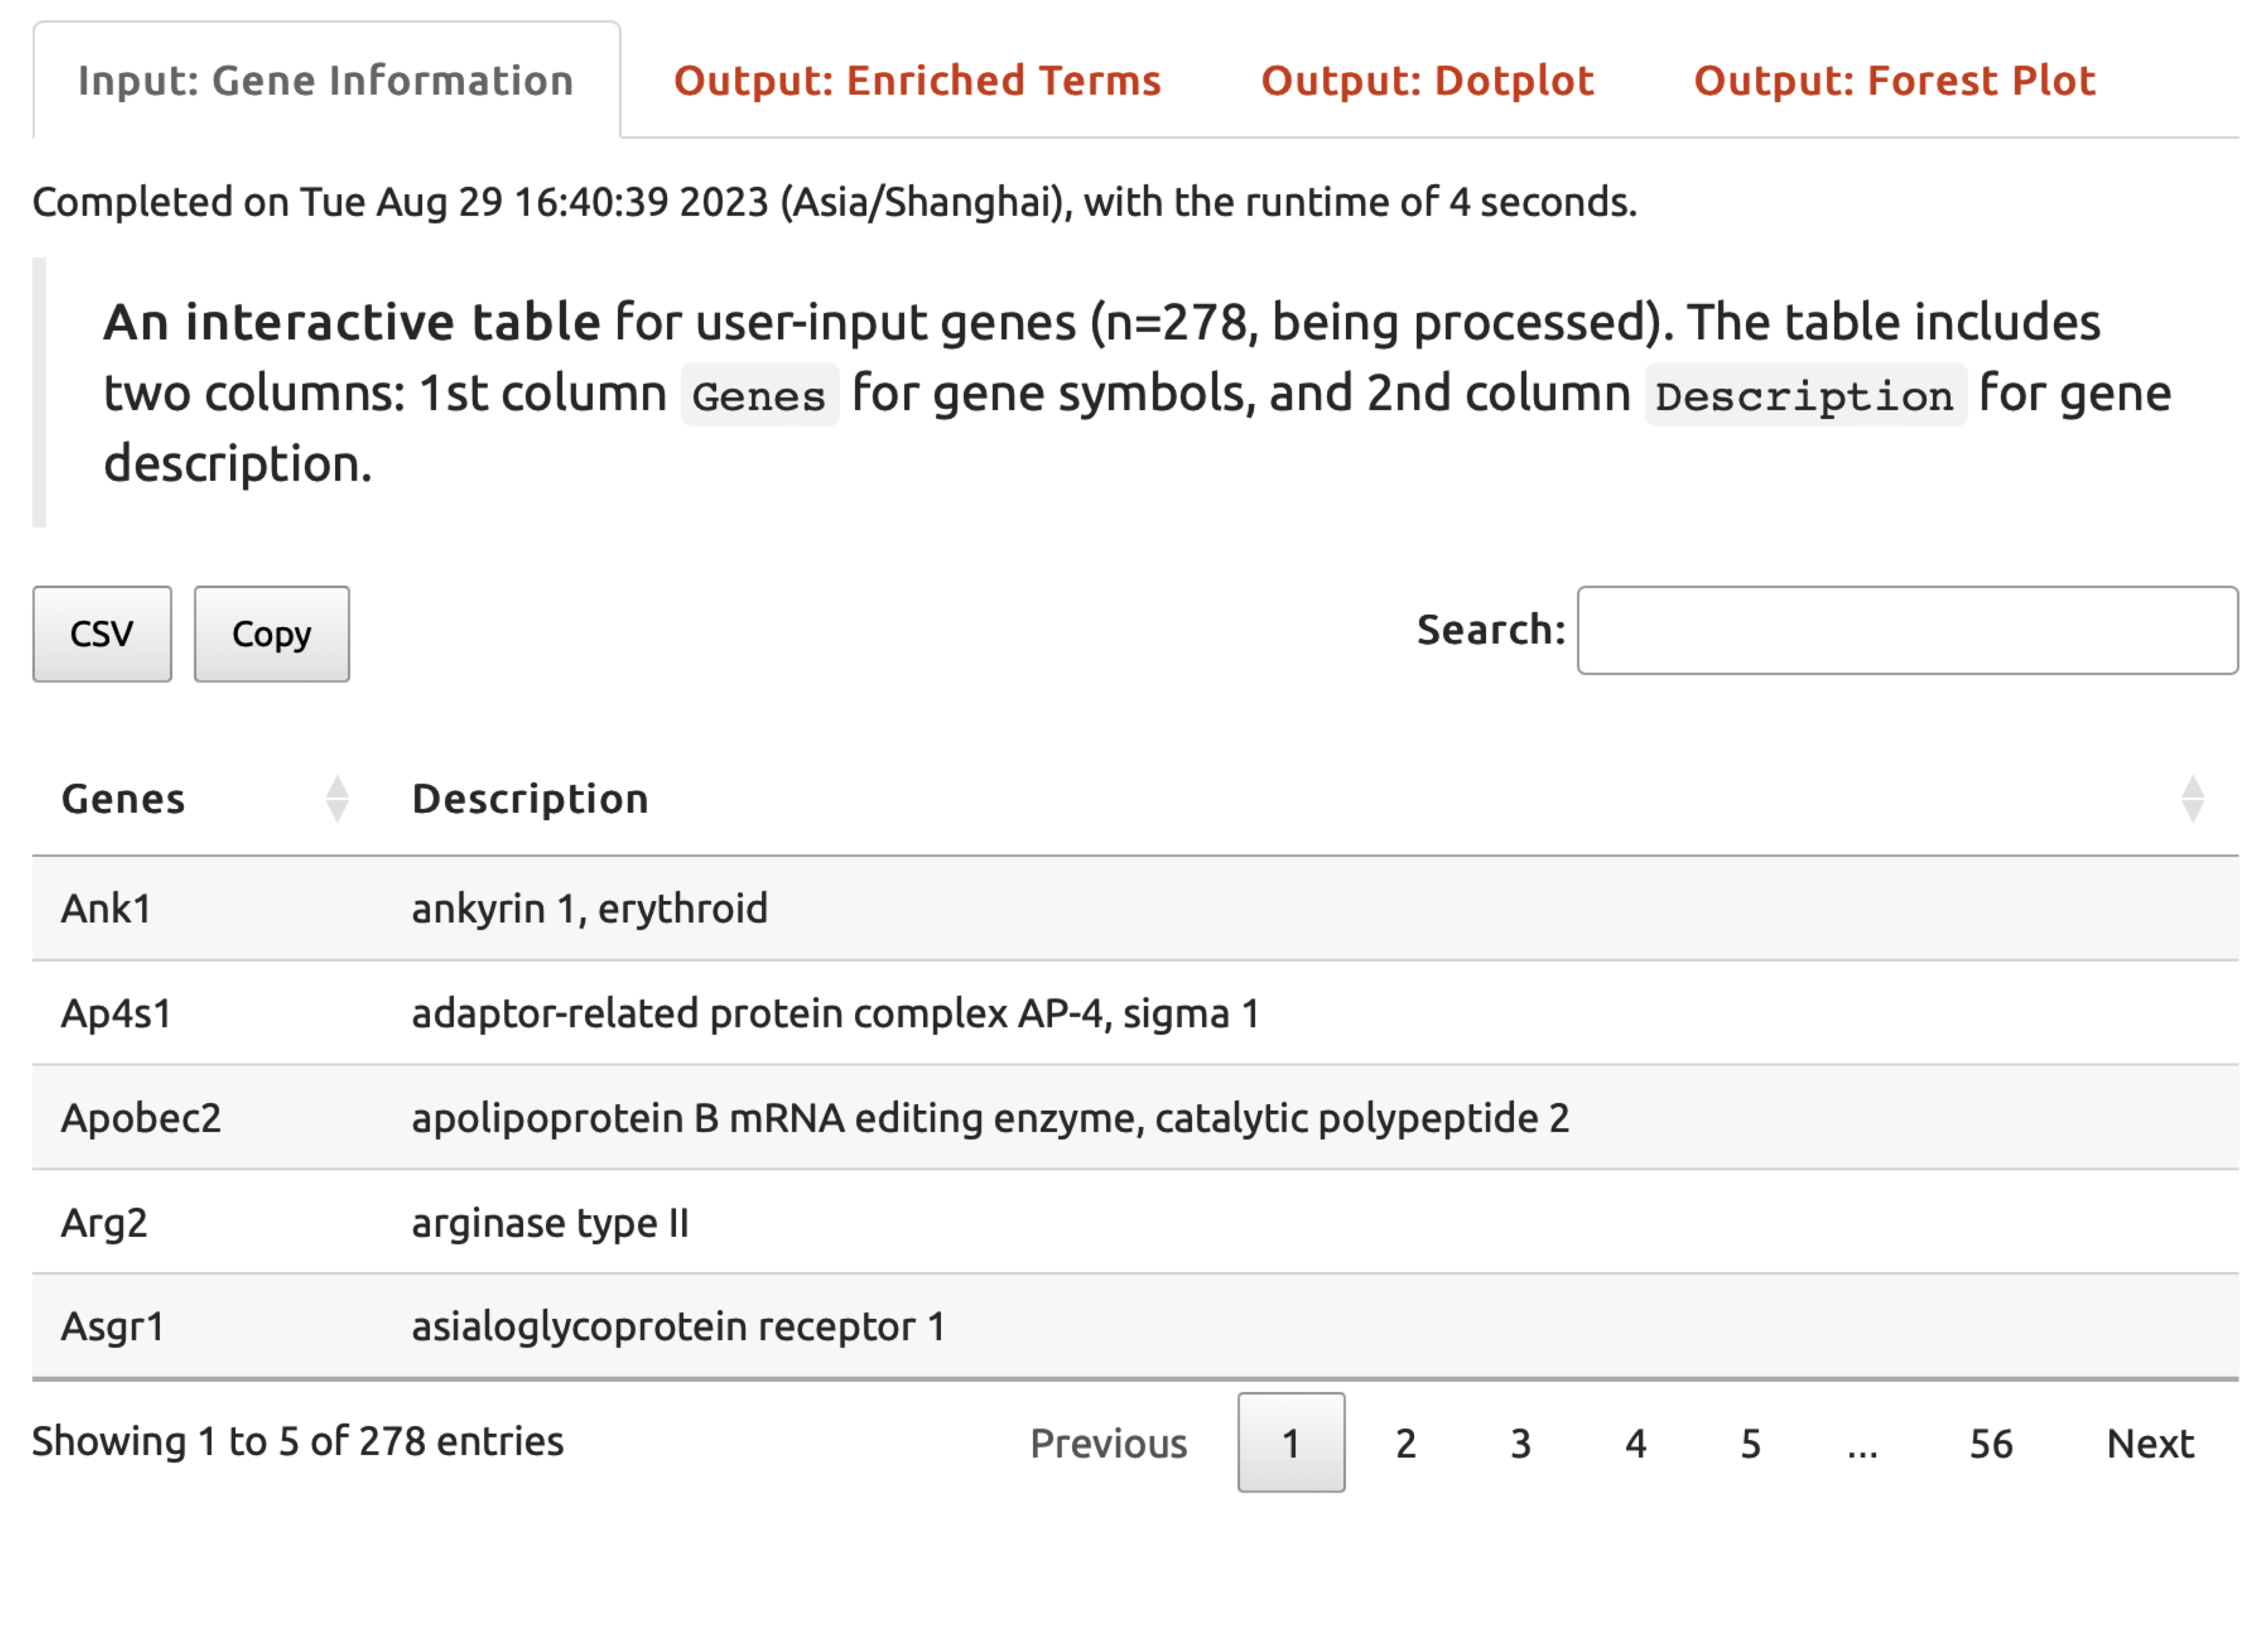 Input: Gene Information Output: Enriched Terms Output: Dotplot Output: Forest Plot
Completed on Tue Aug 29 16:40:39 2023 (Asia/Shanghai), with the runtime of 4 seconds.
An interactive table for user-input genes (n=278, being processed). The table includes
two columns: 1st column Genes for gene symbols, and 2nd column Description for gene
description.
CSV Copy Search:
Genes Description
Ank1 ankyrin 1, erythroid
Ap4s1 adaptor-related protein complex AP-4, sigma 1
Apobec2 apolipoprotein B mRNA editing enzyme, catalytic polypeptide 2
Arg2 arginase type II
Asgr1 asialoglycoprotein receptor 1
Showing 1 to 5 of 278 entries Previous 1 2 3 4 5 ... 56 Next